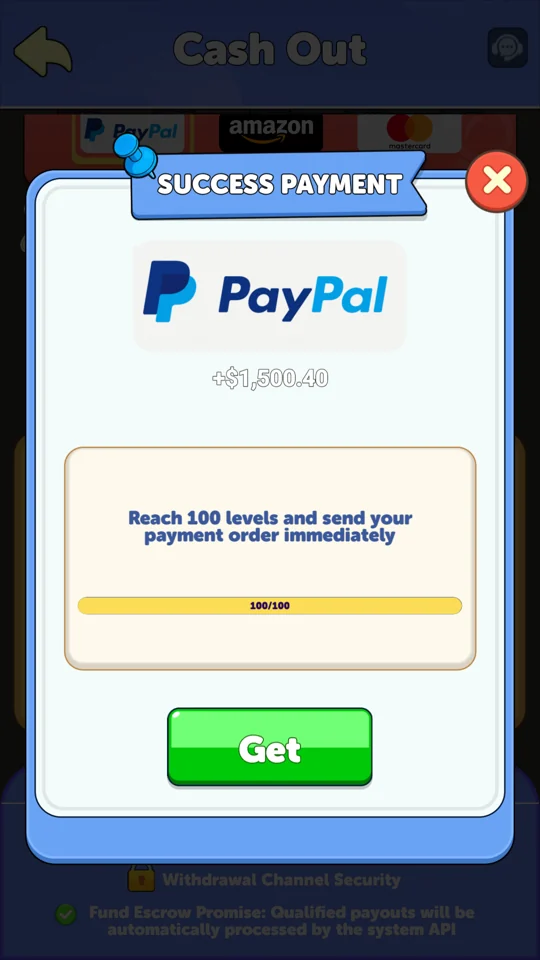 Cash Out
PayPal
amazon
mastercard
SUCCESS PAYMENT
PayPal
+$1,500.40
Reach 100 levels and send your
payment order immediately
100/100
Get
Withdrawal Channel Security
Fund Escrow Promise: Qualified payouts will be
automatically processed by the system API